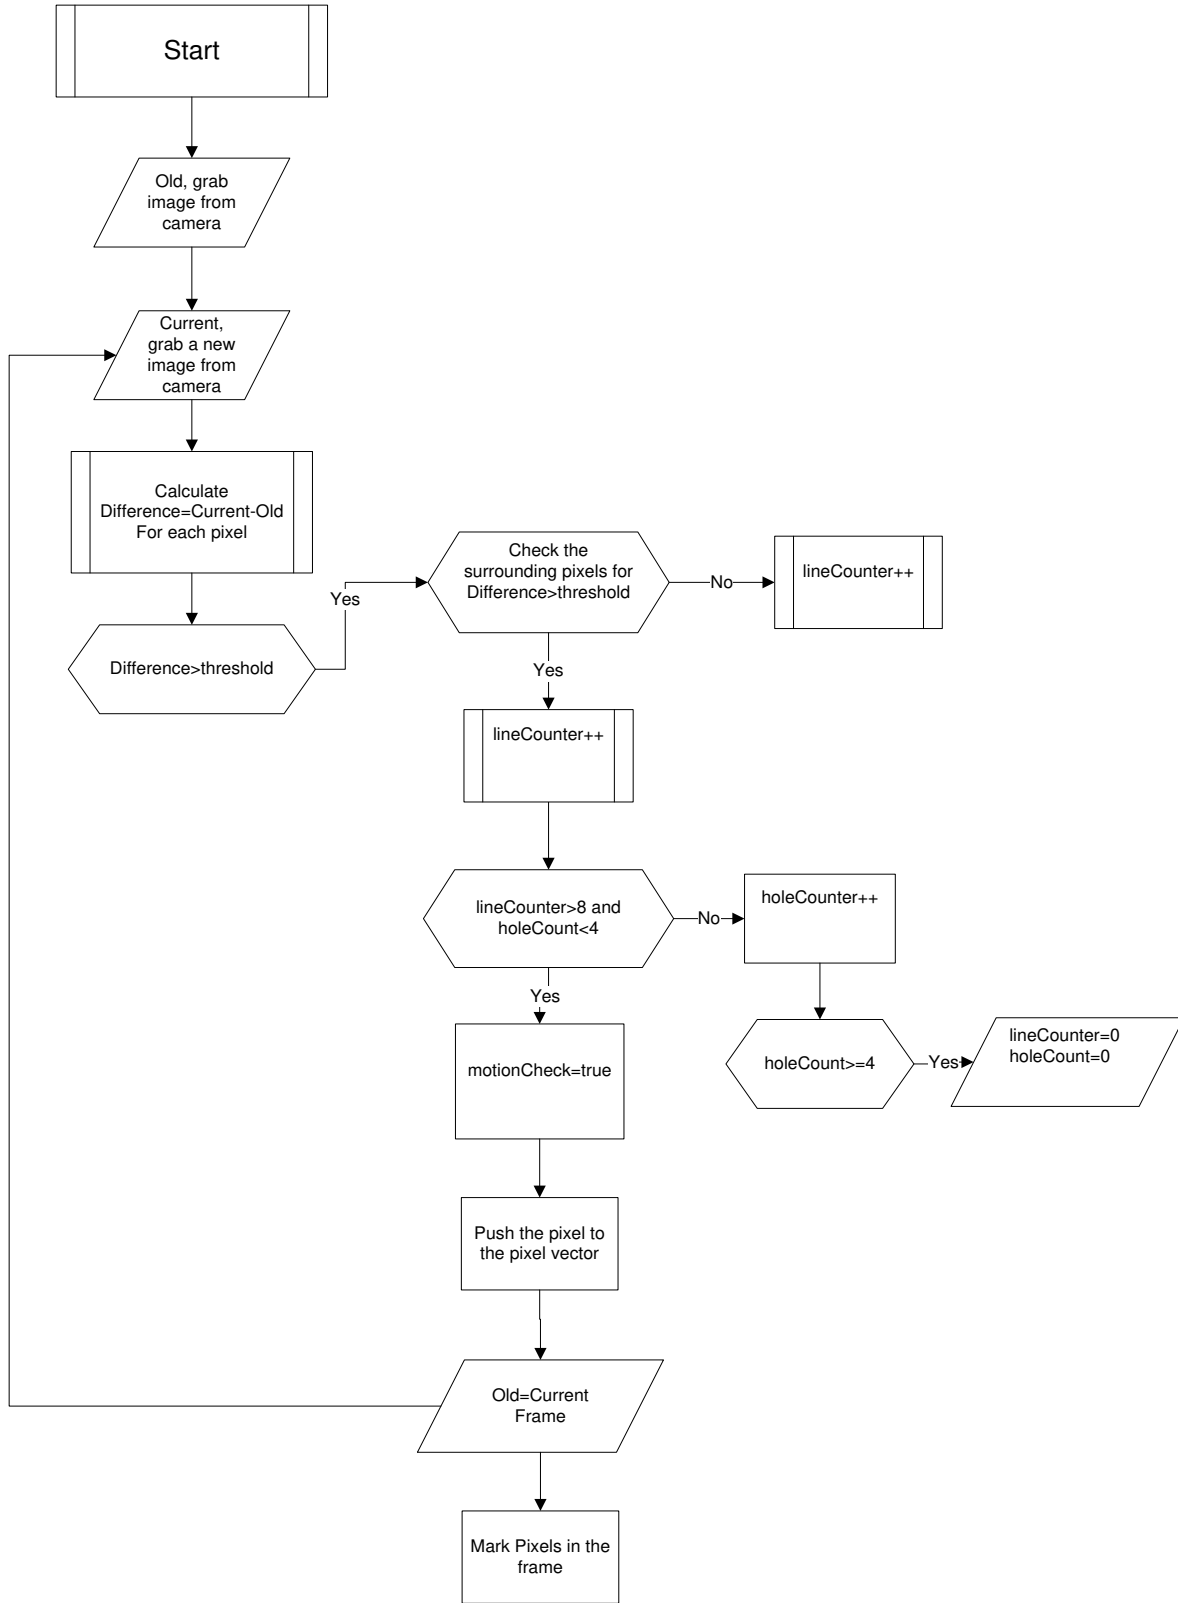 Start
Old, grab
image from
camera
Current,
grab a new
image from
camera
Calculate
Difference=Current-Old
For each pixel
Difference>threshold
Yes
Check the
surrounding pixels for
Difference>threshold
No
lineCounter++
Yes
lineCounter++
lineCounter>8 and
holeCount<4
No
holeCounter++
holeCount>=4
Yes
lineCounter=0
holeCount=0
Yes
motionCheck=true
Push the pixel to
the pixel vector
Old=Current
Frame
Mark Pixels in the
frame